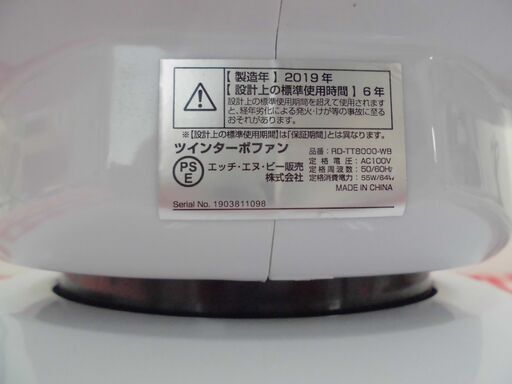 【 製造年 】 2019年
【 設計上の標準使用時間 】 6年
設計上の標準使用期間を超えて使用されますと、経年劣化による発火・けが等の事故に至るおそれがあります。
※【設計上の標準使用期間】は「保証期間」とは異なります。
ツインターボファン
PS
E
エッチ・エヌ・ビー販売
株式会社
品番: RD-TT8000-WB
定格電圧: AC100V
定格周波数: 50/60Hz
定格消費電力: 55W/64W
MADE IN CHINA
Serial No. 1903811098